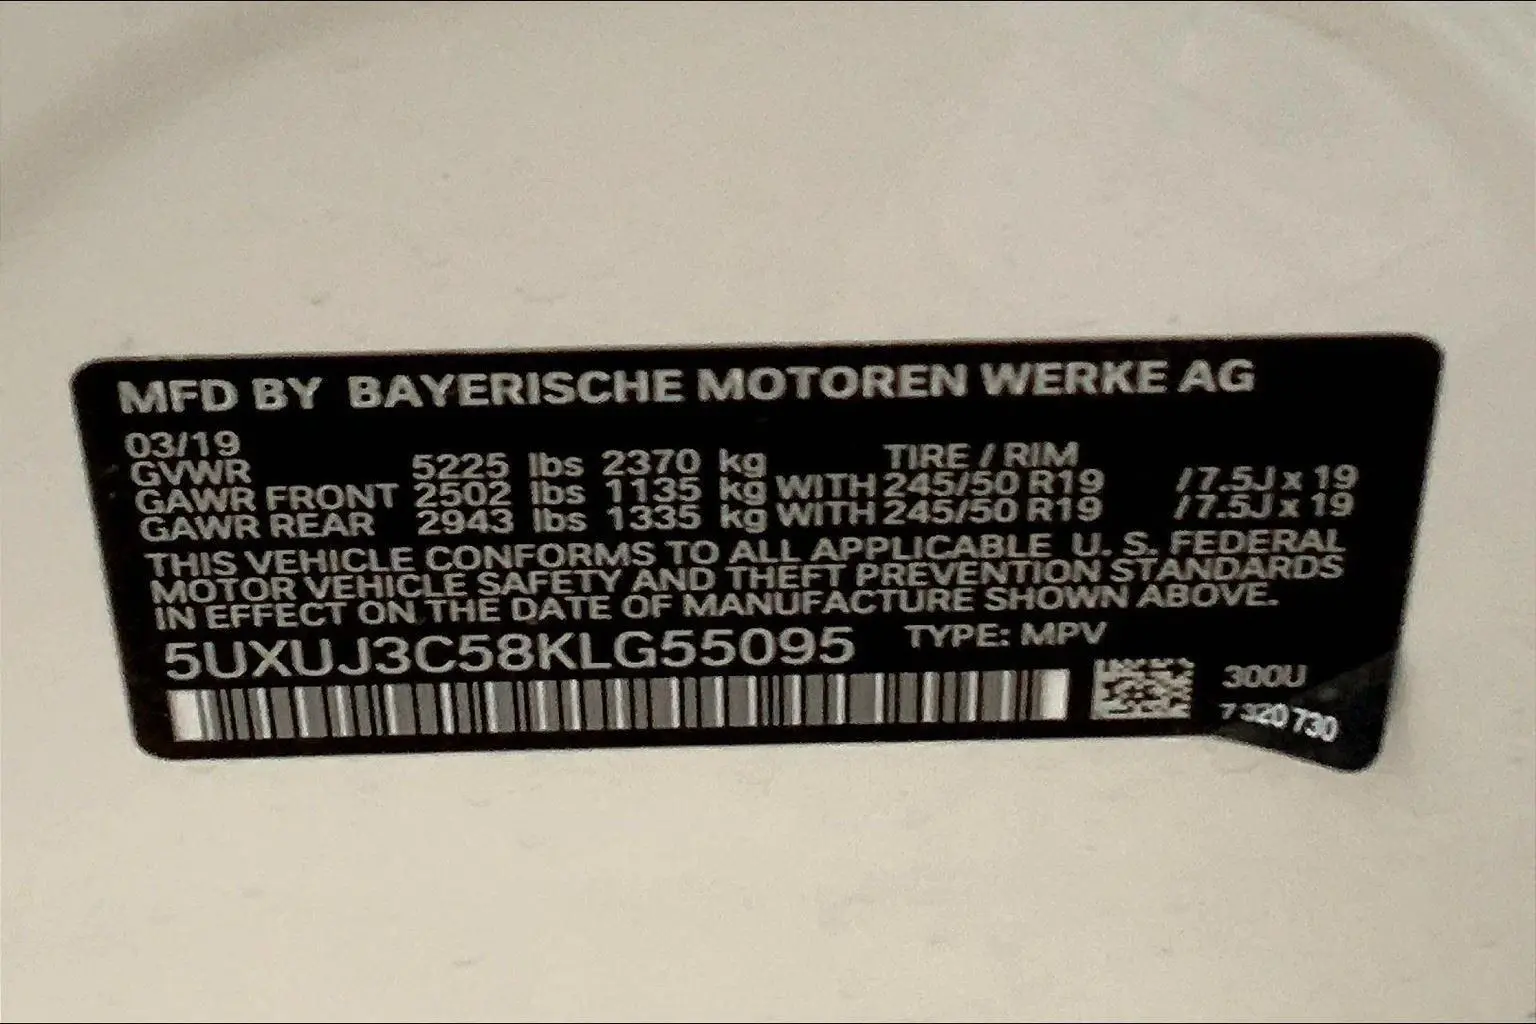 MFD BY BAYERISCHE MOTOREN WERKE AG
03/19
GVWR 5225 lbs 2370 kg TIRE / RIM
GAWR FRONT 2502 lbs 1135 kg WITH 245/50 R19 / 7.5J x 19
GAWR REAR 2943 lbs 1335 kg WITH 245/50 R19 / 7.5J x 19
THIS VEHICLE CONFORMS TO ALL APPLICABLE U. S. FEDERAL
MOTOR VEHICLE SAFETY AND THEFT PREVENTION STANDARDS
IN EFFECT ON THE DATE OF MANUFACTURE SHOWN ABOVE.
5UXUJ3C58KLG55095 TYPE: MPV
300U
7 320 730